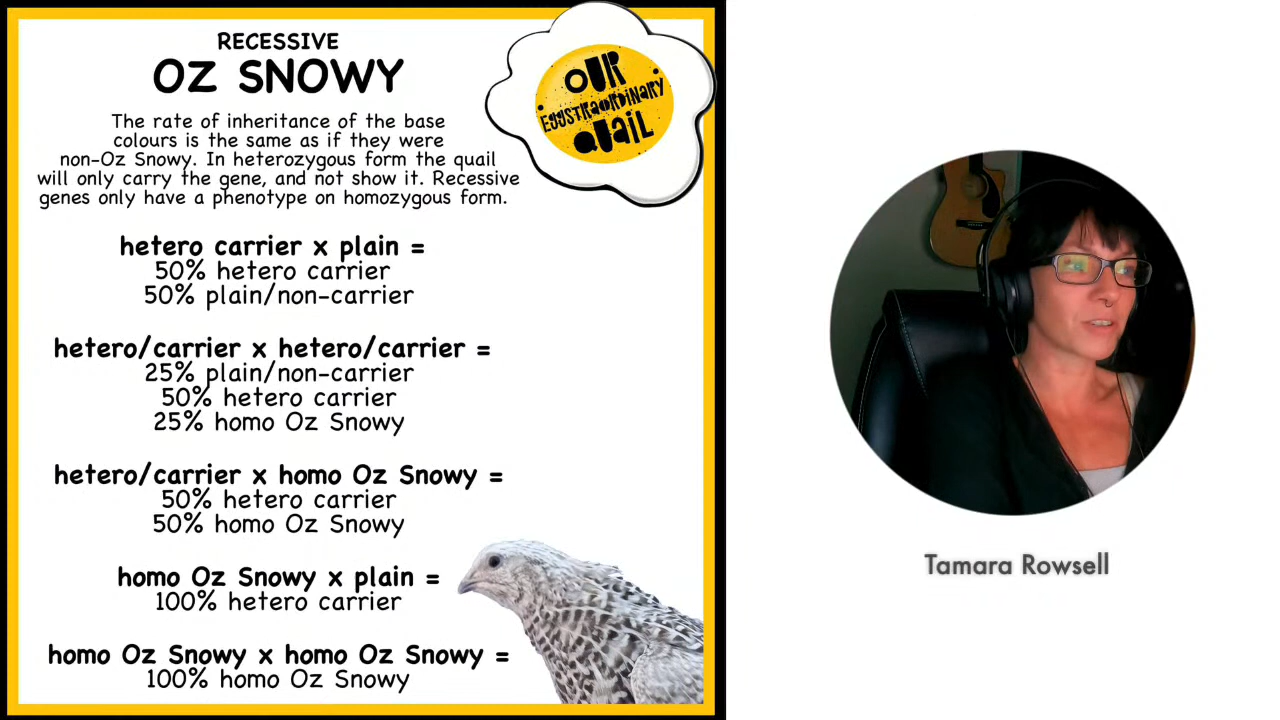 RECESSIVE
OZ SNOWY
OUR
EGGSTRAORDINARY
QUAIL
The rate of inheritance of the base
colours is the same as if they were
non-Oz Snowy. In heterozygous form the quail
will only carry the gene, and not show it. Recessive
genes only have a phenotype on homozygous form.
hetero carrier x plain =
50% hetero carrier
50% plain/non-carrier
hetero/carrier x hetero/carrier =
25% plain/non-carrier
50% hetero carrier
25% homo Oz Snowy
hetero/carrier x homo Oz Snowy =
50% hetero carrier
50% homo Oz Snowy
homo Oz Snowy x plain =
100% hetero carrier
homo Oz Snowy x homo Oz Snowy =
100% homo Oz Snowy
Tamara Rowsell